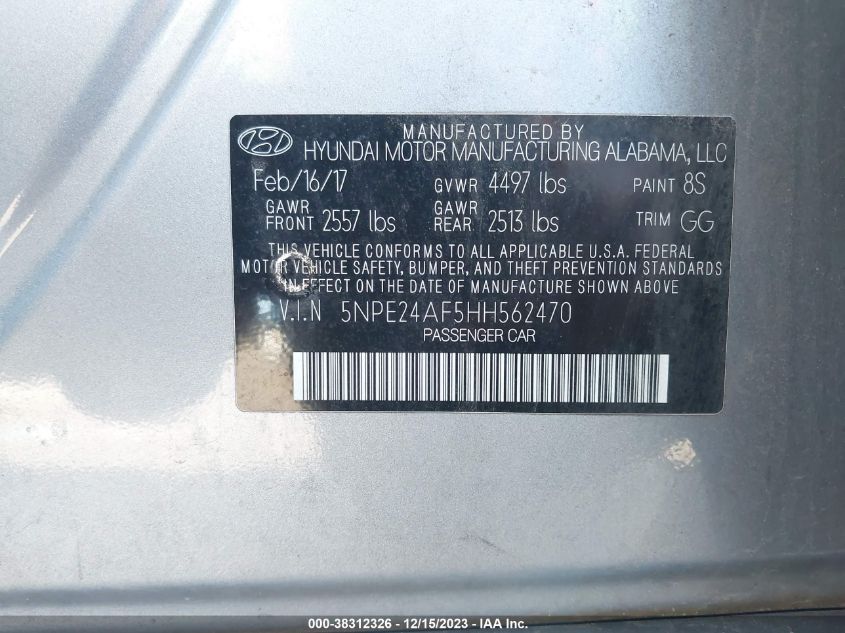 MANUFACTURED BY
HYUNDAI MOTOR MANUFACTURING ALABAMA, LLC
Feb/16/17 GVWR 4497 lbs PAINT 8S
GAWR FRONT 2557 lbs GAWR REAR 2513 lbs TRIM GG
THIS VEHICLE CONFORMS TO ALL APPLICABLE U.S.A. FEDERAL
MOTOR VEHICLE SAFETY, BUMPER, AND THEFT PREVENTION STANDARDS
IN EFFECT ON THE DATE OF MANUFACTURE SHOWN ABOVE
V.I.N 5NPE24AF5HH562470
PASSENGER CAR
000-38312326 - 12/15/2023 - IAA Inc.